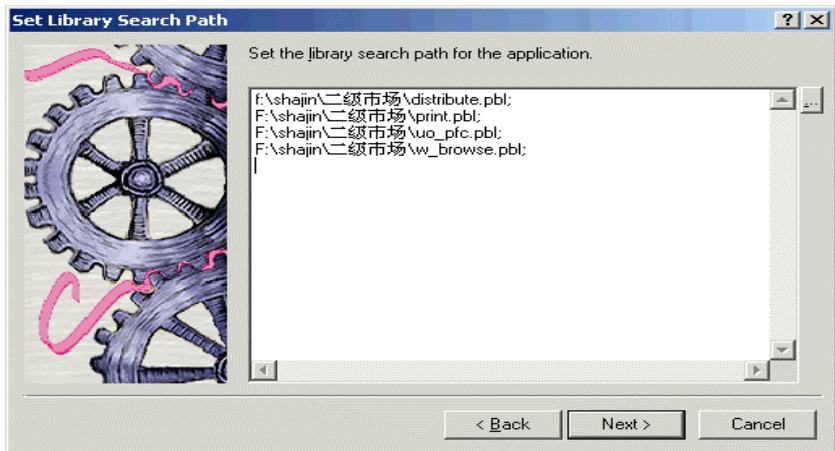 Set Library Search Path
Set the library search path for the application.
f:\shajin\二级市场\distribute.pbl;
F:\shajin\二级市场\print.pbl;
F:\shajin\二级市场\uo_pfc.pbl;
F:\shajin\二级市场\w_browse.pbl;
...
< Back
Next >
Cancel